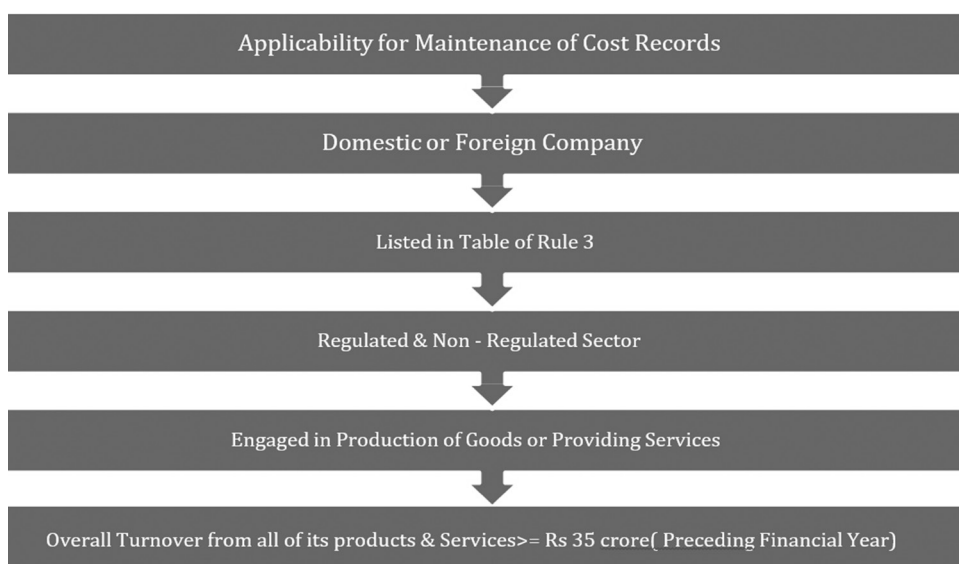 Applicability for Maintenance of Cost Records
Domestic or Foreign Company
Listed in Table of Rule 3
Regulated & Non - Regulated Sector
Engaged in Production of Goods or Providing Services
Overall Turnover from all of its products & Services>= Rs 35 crore( Preceding Financial Year)